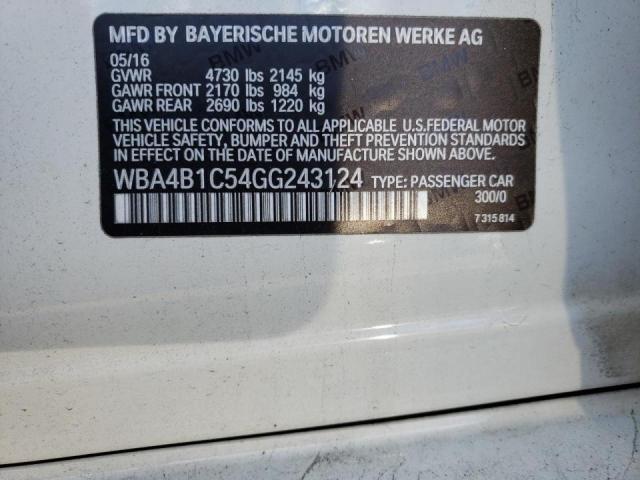 MFD BY BAYERISCHE MOTOREN WERKE AG
05/16
GVWR 4730 lbs 2145 kg
GAWR FRONT 2170 lbs 984 kg
GAWR REAR 2690 lbs 1220 kg
THIS VEHICLE CONFORMS TO ALL APPLICABLE U.S.FEDERAL MOTOR
VEHICLE SAFETY, BUMPER AND THEFT PREVENTION STANDARDS IN
EFFECT ON THE DATE OF MANUFACTURE SHOWN ABOVE.
WBA4B1C54GG243124 TYPE: PASSENGER CAR
300/0
7 315 814